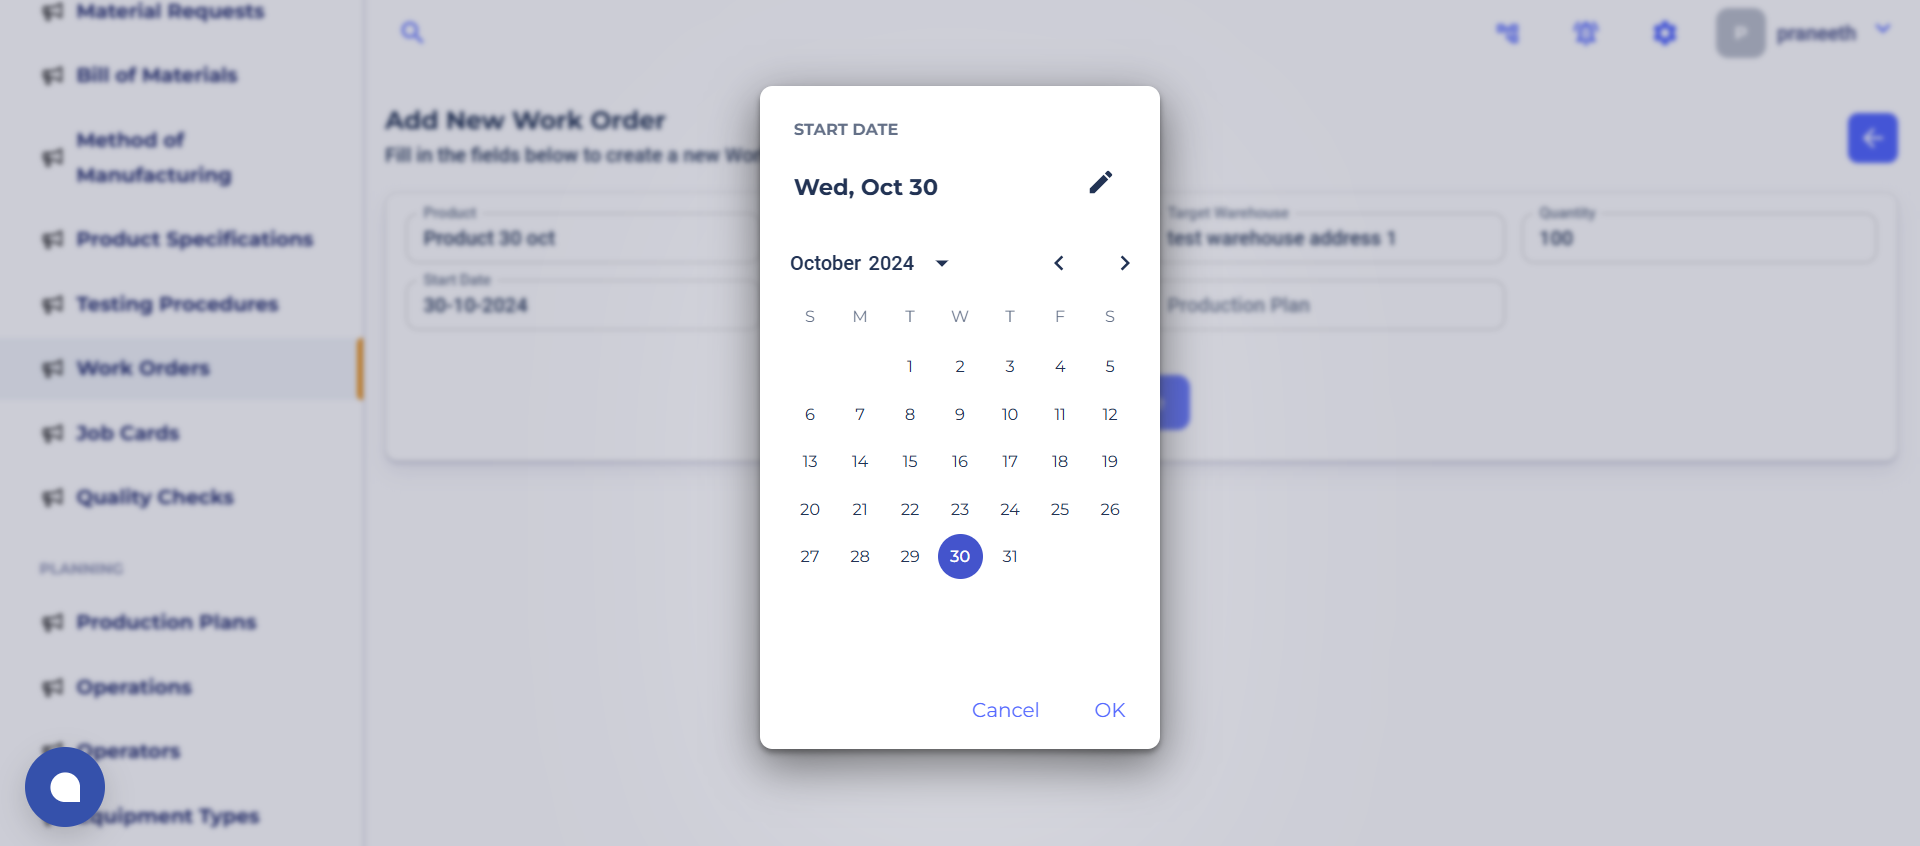 Material Requests
Bill of Materials
Method of
Manufacturing
Product Specifications
Testing Procedures
Work Orders
Job Cards
Quality Checks
PLANNING
Production Plans
Operations
Operators
quipment Types
P
praneeth
Add New Work Order
Fill in the fields below to create a new Wor
Product
Product 30 oct
Target Warehouse
test warehouse address 1
Quantity
100
Start Date
30-10-2024
Production Plan
START DATE
Wed, Oct 30
October 2024
S M T W T F S
1 2 3 4 5
6 7 8 9 10 11 12
13 14 15 16 17 18 19
20 21 22 23 24 25 26
27 28 29 30 31
Cancel OK